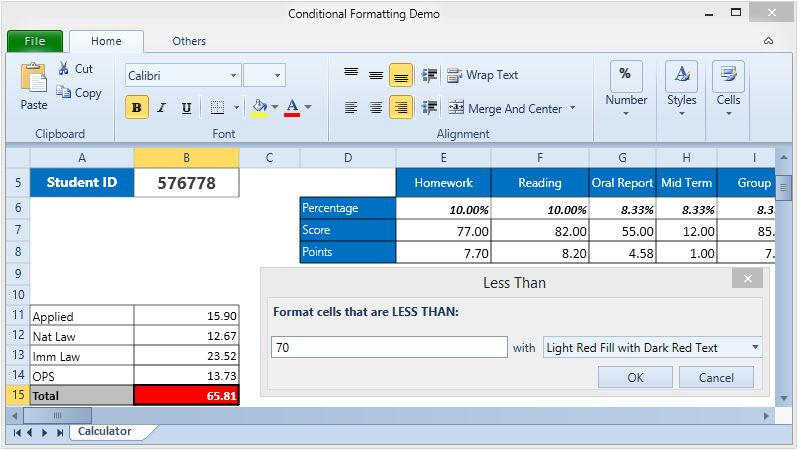 Conditional Formatting Demo
File Home Others
Cut
Copy
Paste
Calibri
B I U A
Wrap Text
Merge And Center
% Number
Styles
Cells
Clipboard Font Alignment
A B C D E F G H I
5 Student ID 576778 Homework Reading Oral Report Mid Term Group
6 Percentage 10.00% 10.00% 8.33% 8.33% 8.3
7 Score 77.00 82.00 55.00 12.00 85.
8 Points 7.70 8.20 4.58 1.00 7.
9
10
11 Applied 15.90
12 Nat Law 12.67
13 Imm Law 23.52
14 OPS 13.73
15 Total 65.81
Less Than
Format cells that are LESS THAN:
70 with Light Red Fill with Dark Red Text
OK Cancel
Calculator